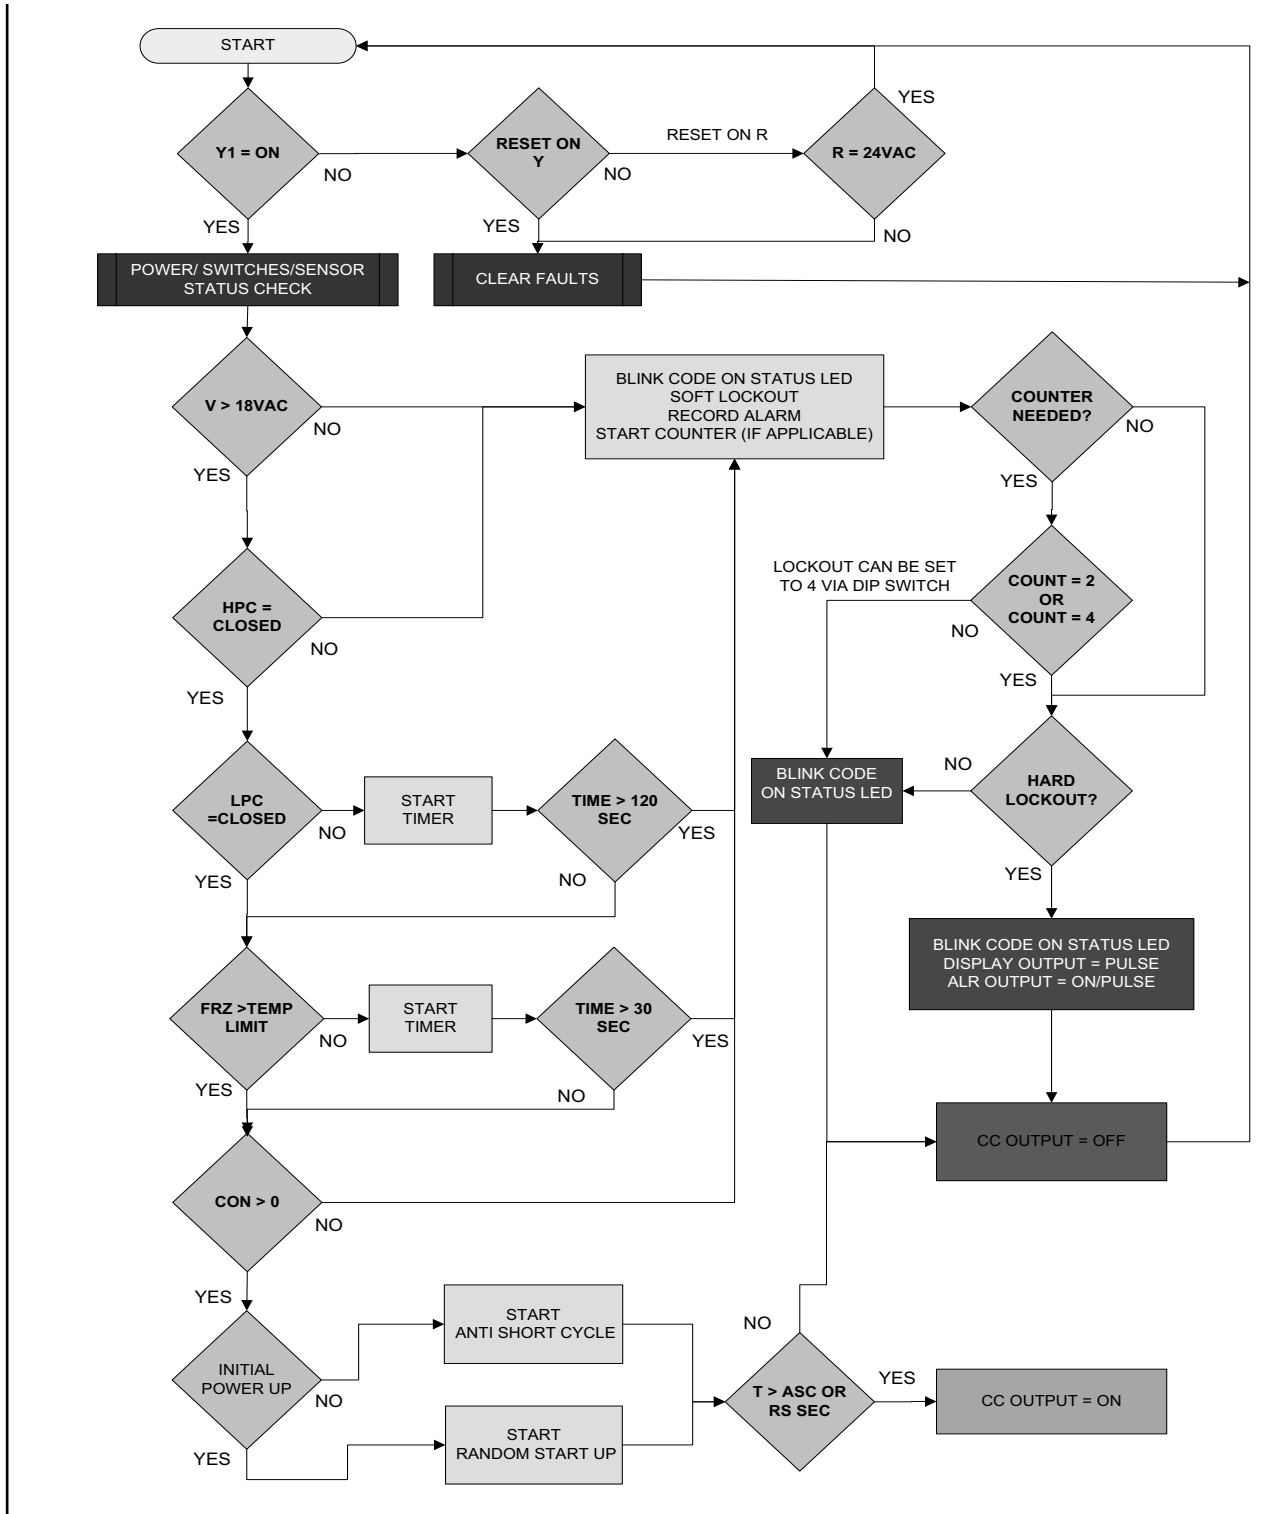 START
YES
Y1 = ON
RESET ON
Y
RESET ON R
R = 24VAC
NO
NO
YES
YES
NO
POWER/ SWITCHES/SENSOR
STATUS CHECK
CLEAR FAULTS
V > 18VAC
NO
YES
BLINK CODE ON STATUS LED
SOFT LOCKOUT
RECORD ALARM
START COUNTER (IF APPLICABLE)
COUNTER
NEEDED?
NO
YES
LOCKOUT CAN BE SET
TO 4 VIA DIP SWITCH
COUNT = 2
OR
COUNT = 4
NO
YES
HPC =
CLOSED
NO
YES
BLINK CODE
ON STATUS LED
NO
HARD
LOCKOUT?
YES
LPC
=CLOSED
NO
START
TIMER
TIME > 120
SEC
YES
NO
YES
BLINK CODE ON STATUS LED
DISPLAY OUTPUT = PULSE
ALR OUTPUT = ON/PULSE
FRZ >TEMP
LIMIT
NO
START
TIMER
TIME > 30
SEC
YES
NO
YES
CC OUTPUT = OFF
CON > 0
NO
YES
INITIAL
POWER UP
NO
YES
START
ANTI SHORT CYCLE
START
RANDOM START UP
NO
T > ASC OR
RS SEC
YES
CC OUTPUT = ON